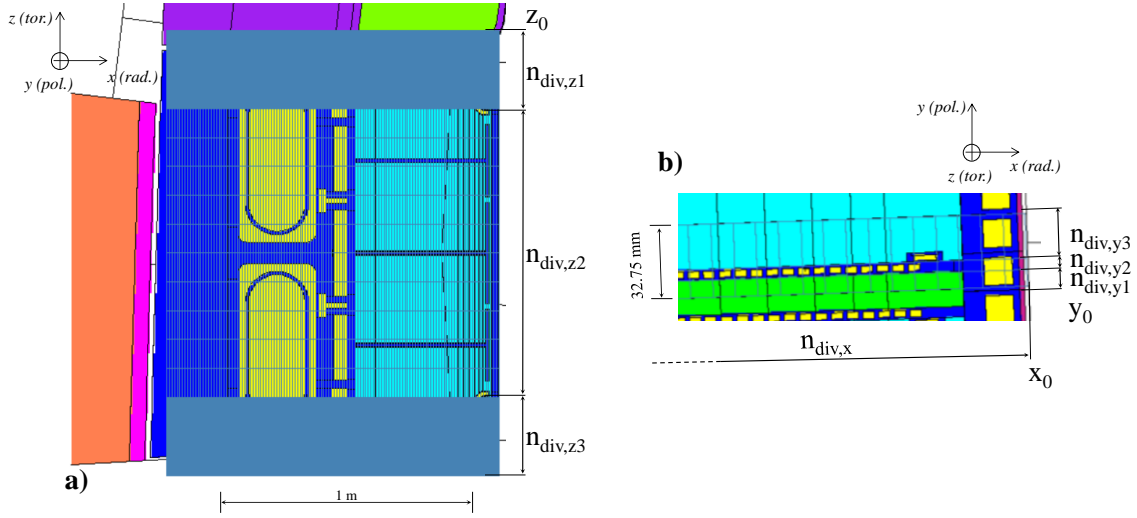 z (tor.)
y (pol.)
x (rad.)
z0
ndiv,z1
ndiv,z2
ndiv,z3
a)
1 m
b)
y (pol.)
z (tor.)
x (rad.)
32.75 mm
ndiv,y3
ndiv,y2
ndiv,y1
y0
ndiv,x
x0